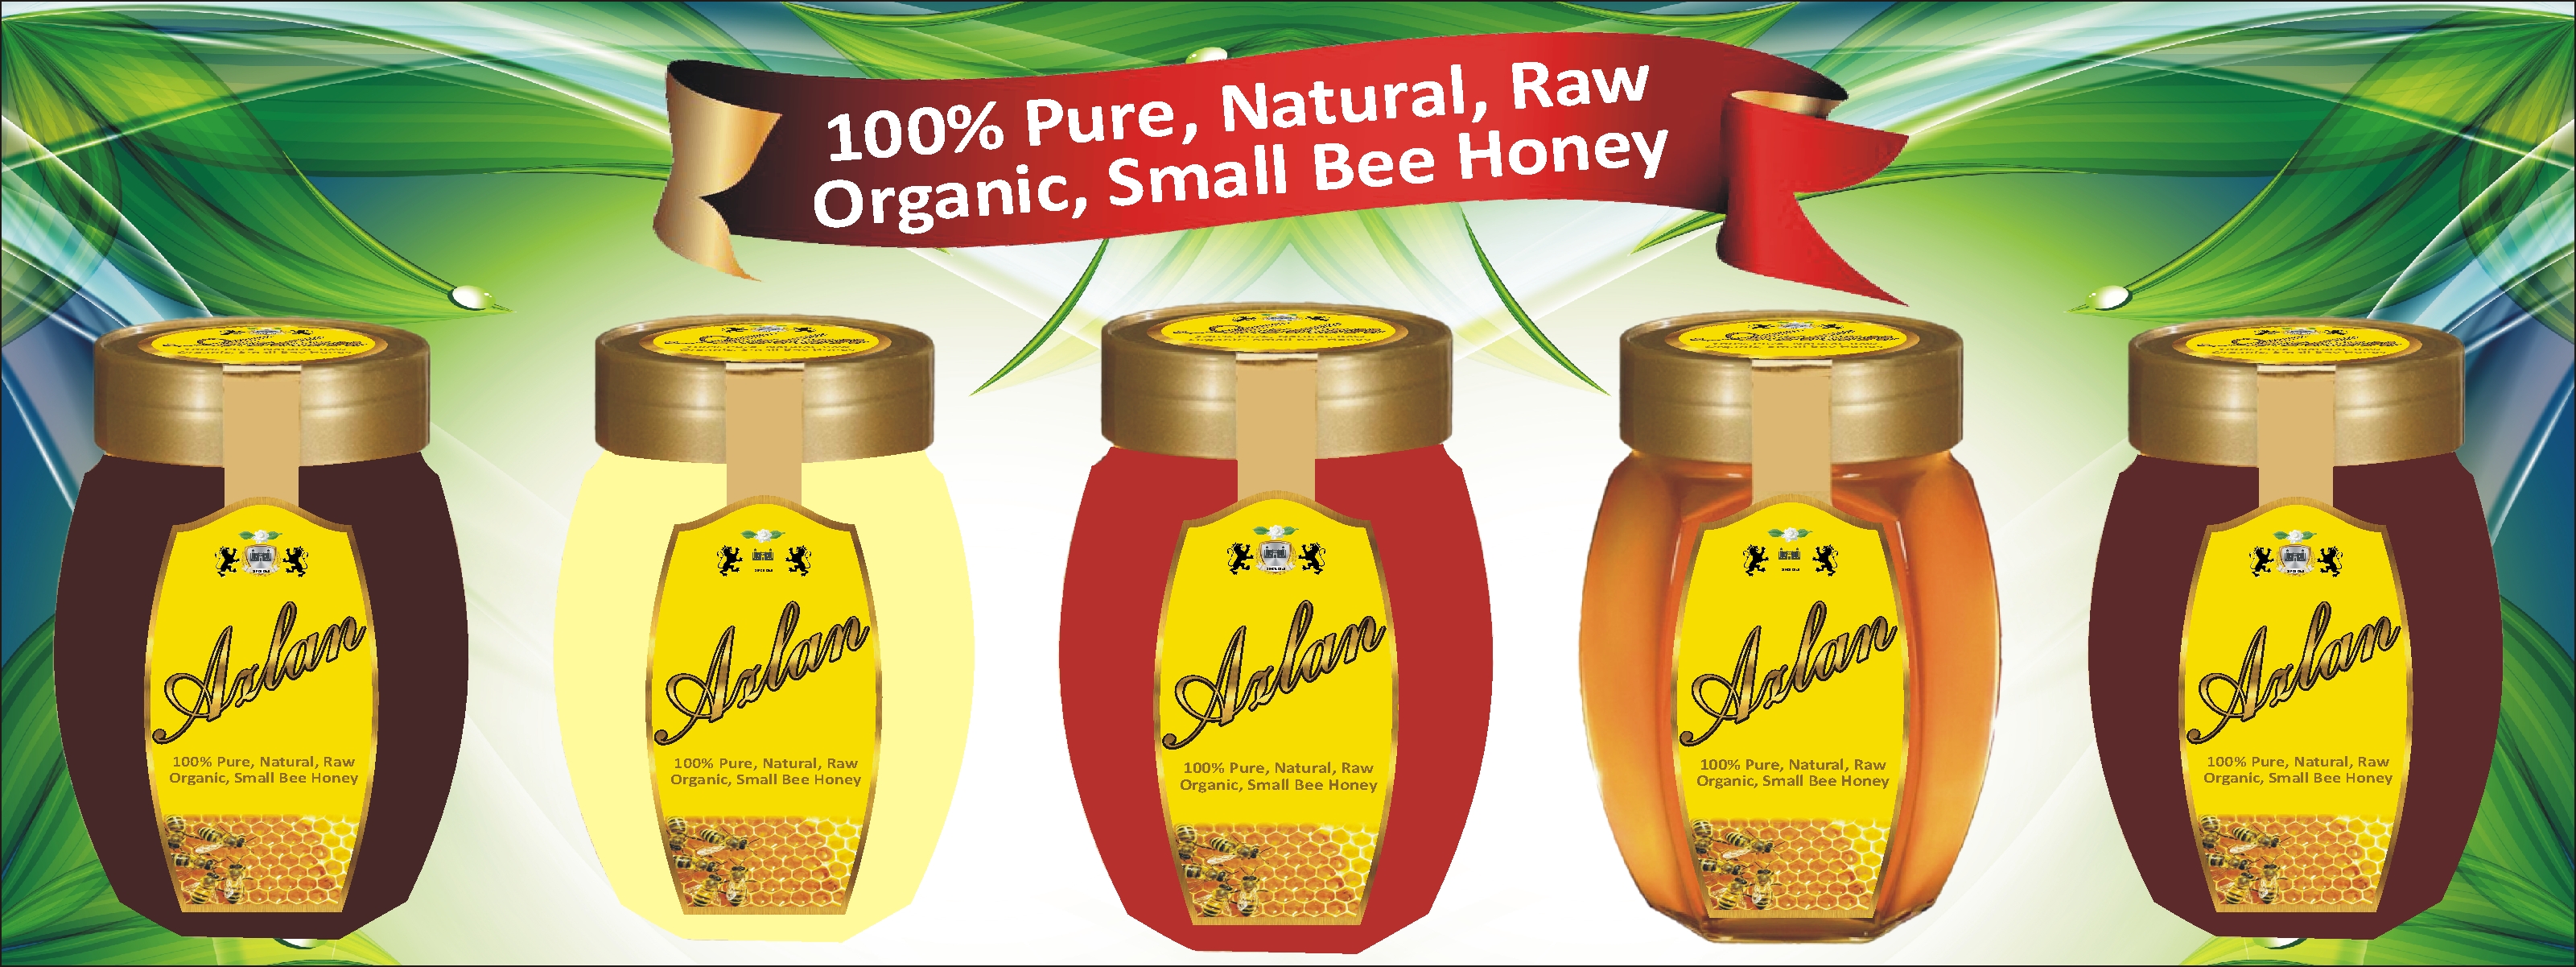 100% Pure, Natural, Raw
Organic, Small Bee Honey
Azlan
100% Pure, Natural, Raw
Organic, Small Bee Honey
Azlan
100% Pure, Natural, Raw
Organic, Small Bee Honey
Azlan
100% Pure, Natural, Raw
Organic, Small Bee Honey
Azlan
100% Pure, Natural, Raw
Organic, Small Bee Honey
Azlan
100% Pure, Natural, Raw
Organic, Small Bee Honey